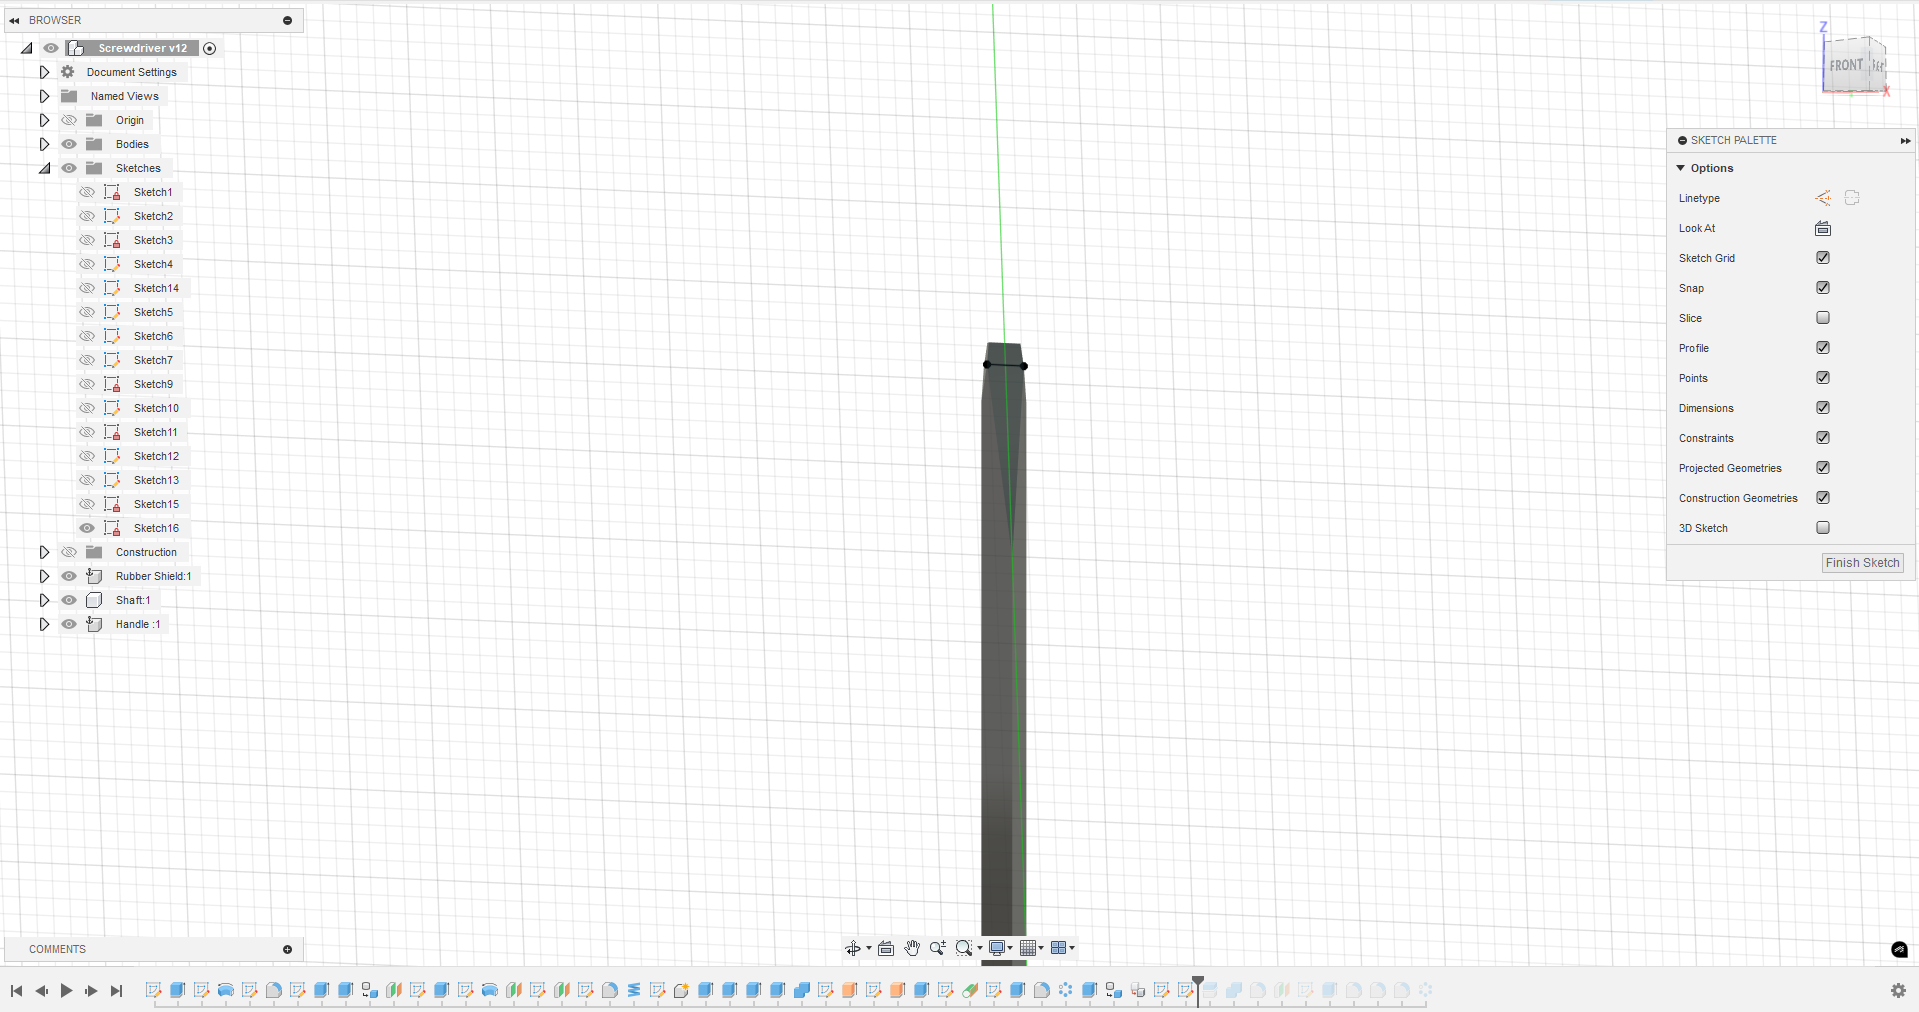 BROWSER
Screwdriver v12
Document Settings
Named Views
Origin
Bodies
Sketches
Sketch1
Sketch2
Sketch3
Sketch4
Sketch14
Sketch5
Sketch6
Sketch7
Sketch9
Sketch10
Sketch11
Sketch12
Sketch13
Sketch15
Sketch16
Construction
Rubber Shield:1
Shaft:1
Handle :1
COMMENTS
Z
FRONT
X
SKETCH PALETTE
Options
Linetype
Look At
Sketch Grid
Snap
Slice
Profile
Points
Dimensions
Constraints
Projected Geometries
Construction Geometries
3D Sketch
Finish Sketch